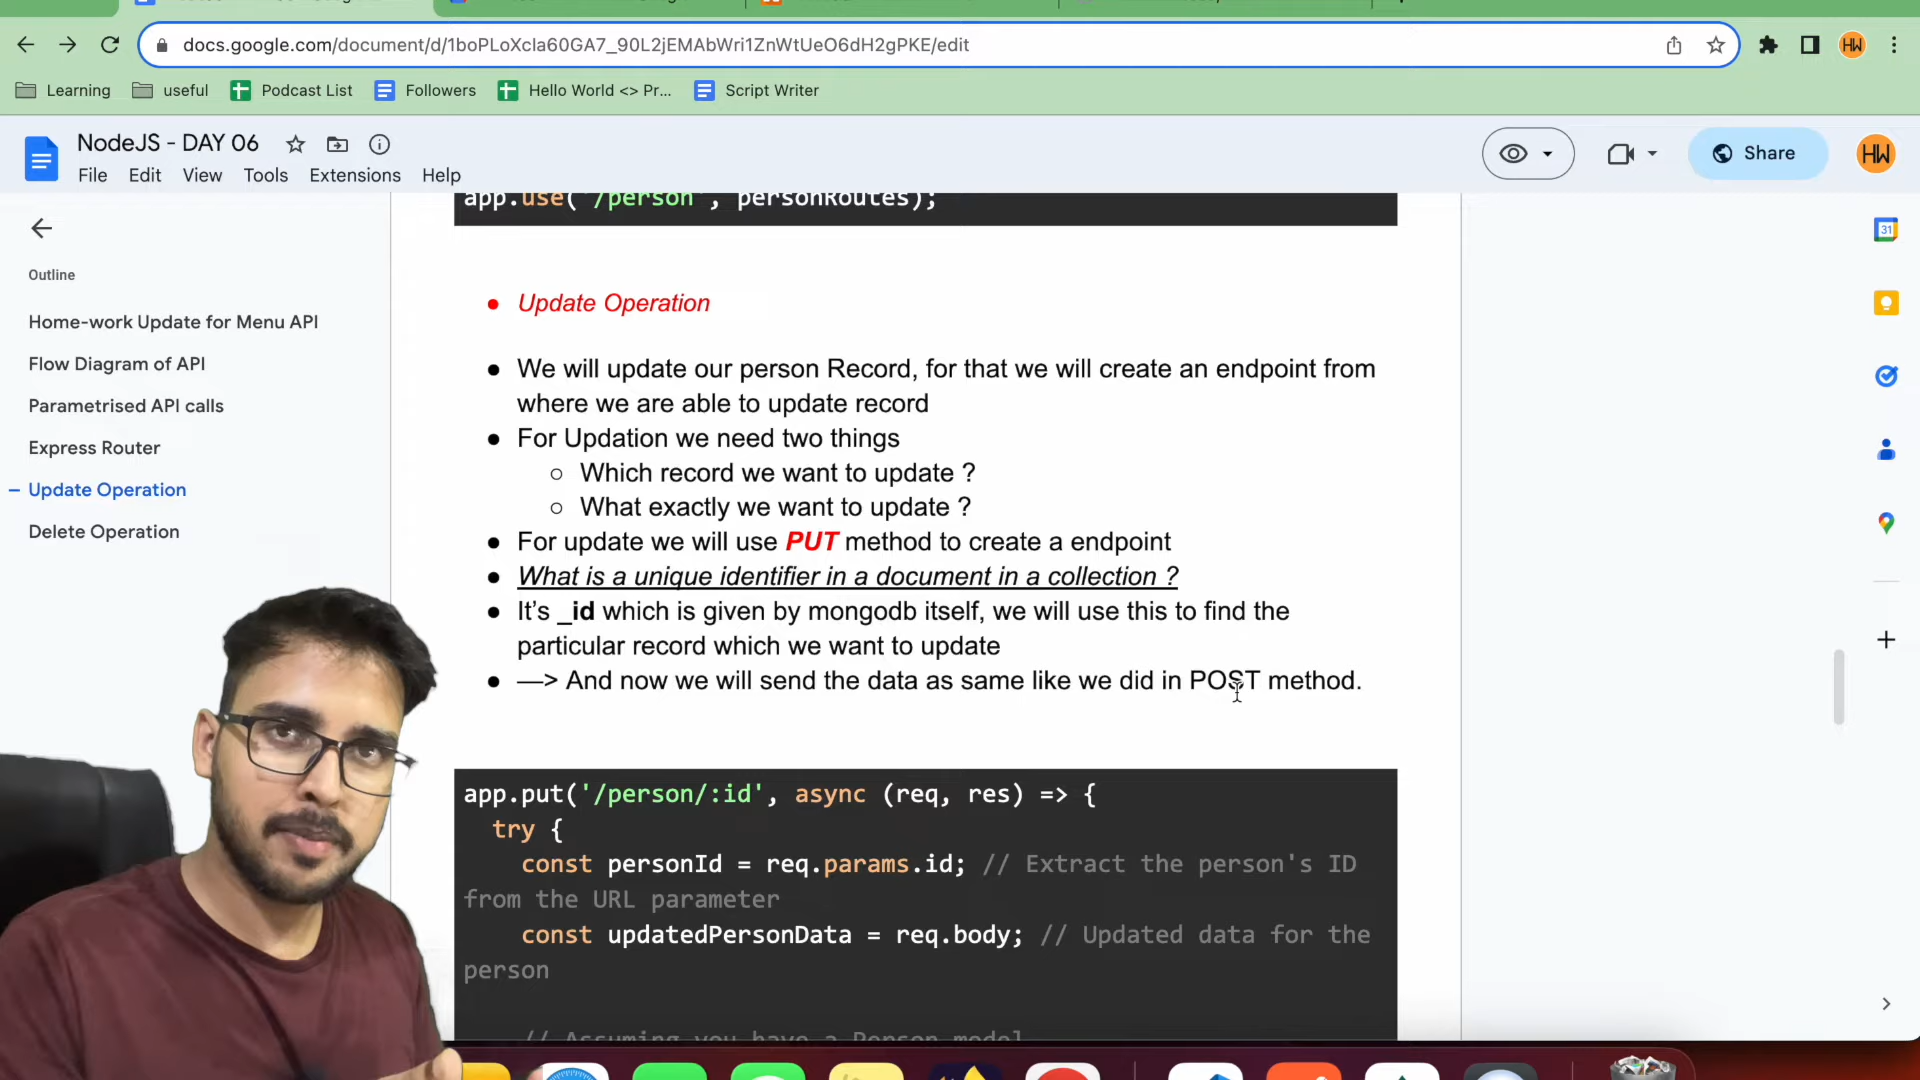 docs.google.com/document/d/1boPLoXcIa60GA7_90L2jEMAbWri1ZnWtUeO6dH2gPKE/edit
HW
Learning
useful
Podcast List
Followers
Hello World <> Pr...
Script Writer
NodeJS - DAY 06
File Edit View Tools Extensions Help
Share
HW
app.use('/person', personRoutes);
Outline
Home-work Update for Menu API
Flow Diagram of API
Parametrised API calls
Express Router
Update Operation
Delete Operation
• Update Operation
• We will update our person Record, for that we will create an endpoint from
where we are able to update record
• For Updation we need two things
○ Which record we want to update ?
○ What exactly we want to update ?
• For update we will use PUT method to create a endpoint
• What is a unique identifier in a document in a collection ?
• It’s _id which is given by mongodb itself, we will use this to find the
particular record which we want to update
• —> And now we will send the data as same like we did in POST method.
app.put('/person/:id', async (req, res) => {
try {
const personId = req.params.id; // Extract the person's ID
from the URL parameter
const updatedPersonData = req.body; // Updated data for the
person
// Assuming you have a Person model
31